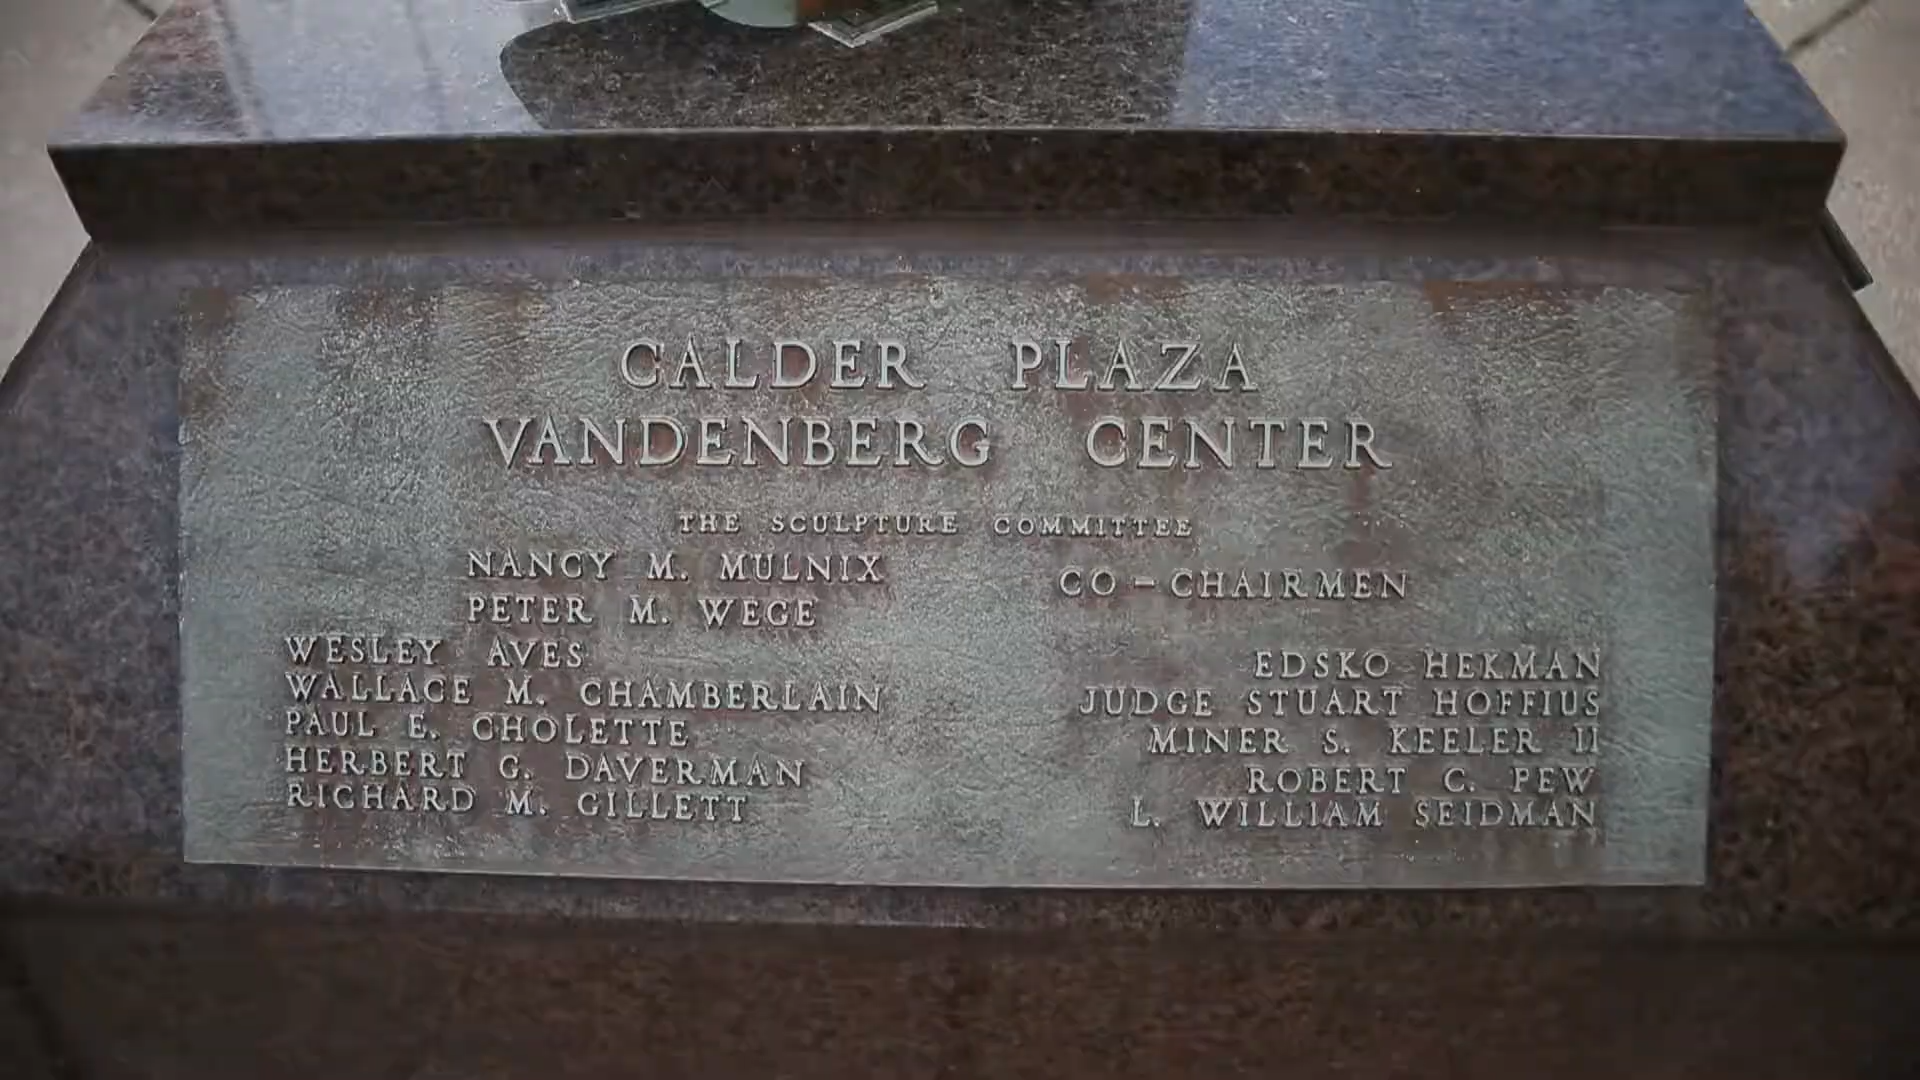 CALDER PLAZA
VANDENBERG CENTER
THE SCULPTURE COMMITTEE
NANCY M. MULNIX
PETER M. WEGE
CO-CHAIRMEN
WESLEY AVES
WALLACE M. CHAMBERLAIN
PAUL E. CHOLETTE
HERBERT G. DAVERMAN
RICHARD M. GILLETT
EDSKO HEKMAN
JUDGE STUART HOFFIUS
MINER S. KEELER II
ROBERT C. PEW
L. WILLIAM SEIDMAN